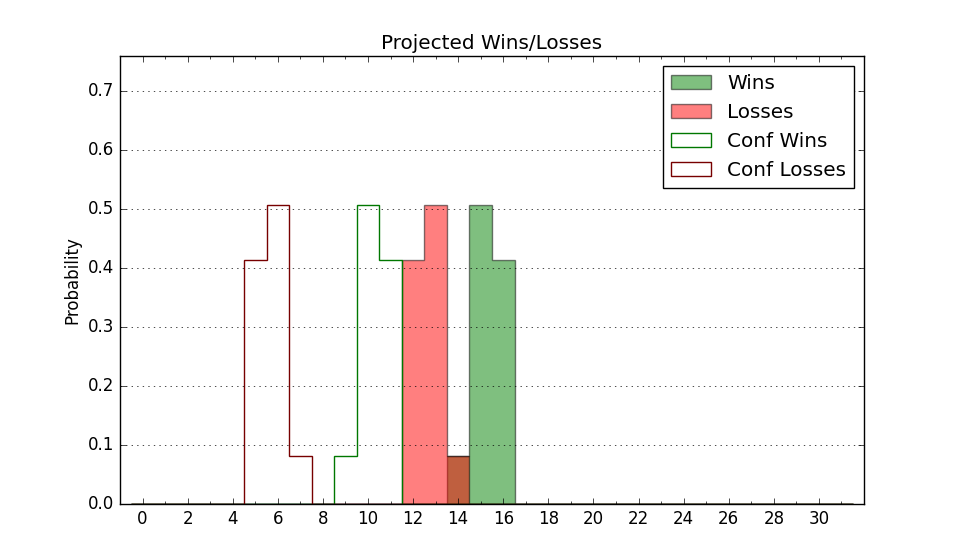 Projected Wins/Losses
Wins
Losses
Conf Wins
Conf Losses
Probability
0.7
0.6
0.5
0.4
0.3
0.2
0.1
0.0
0 2 4 6 8 10 12 14 16 18 20 22 24 26 28 30